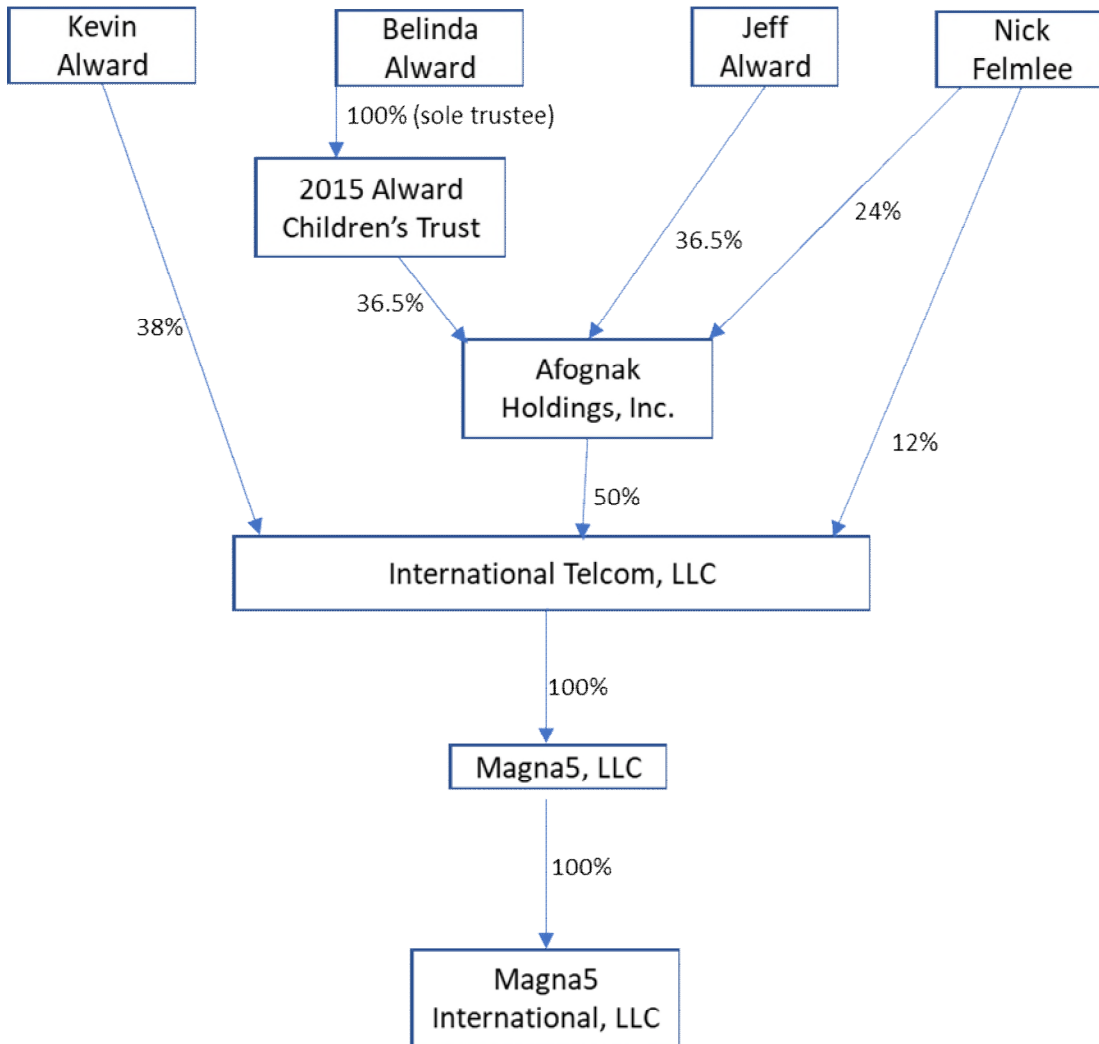 Kevin
Alward
Belinda
Alward
Jeff
Alward
Nick
Felmlee
100% (sole trustee)
2015 Alward
Children’s Trust
24%
36.5%
36.5%
38%
Afognak
Holdings, Inc.
12%
50%
International Telcom, LLC
100%
Magna5, LLC
100%
Magna5
International, LLC